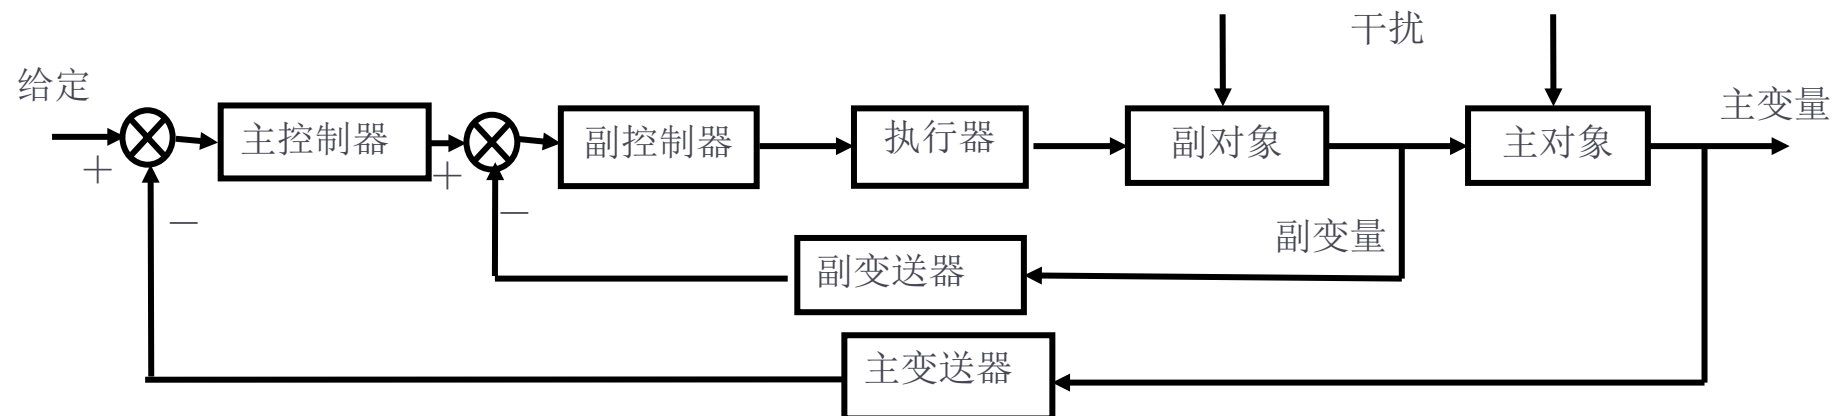 干扰
给定
主变量
主控制器
副控制器
执行器
副对象
主对象
＋
＋
－
－
副变量
副变送器
主变送器